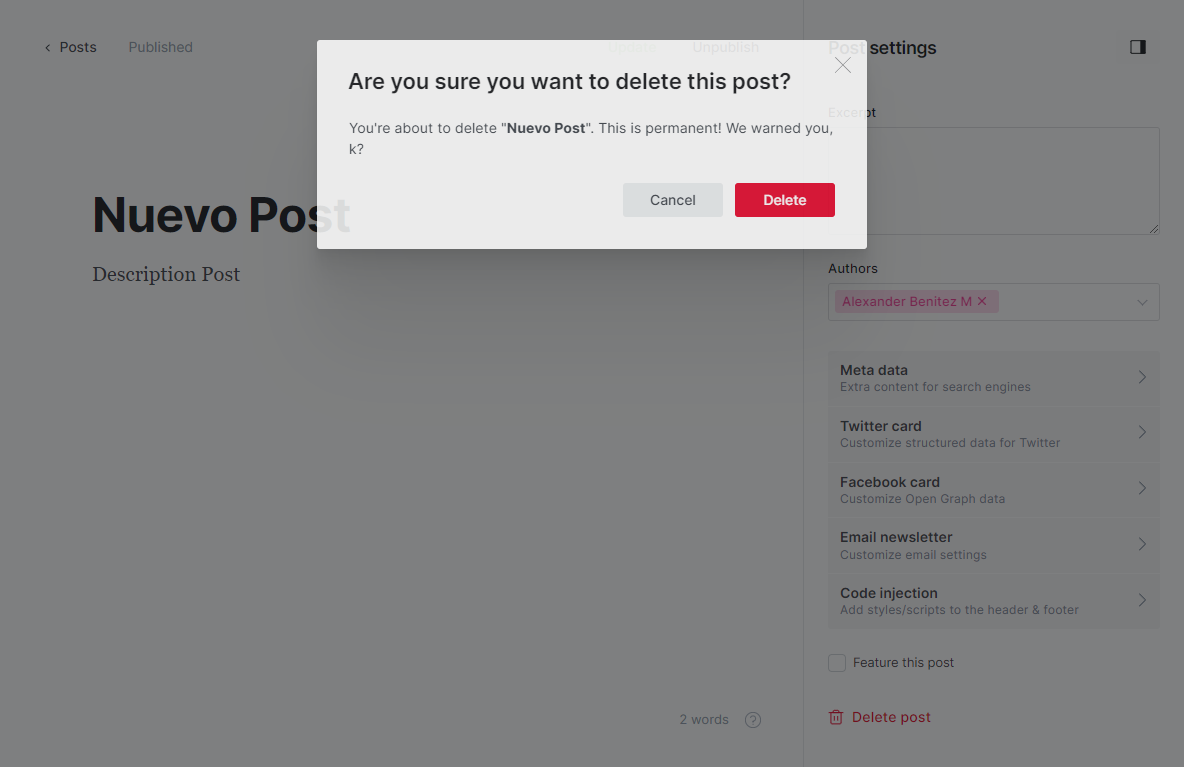 Posts
Published
Update
Unpublish
Post settings
Are you sure you want to delete this post?
You're about to delete "Nuevo Post". This is permanent! We warned you,
k?
Cancel
Delete
Nuevo Post
Description Post
2 words
Excerpt
Authors
Alexander Benitez M
Meta data
Extra content for search engines
Twitter card
Customize structured data for Twitter
Facebook card
Customize Open Graph data
Email newsletter
Customize email settings
Code injection
Add styles/scripts to the header & footer
Feature this post
Delete post